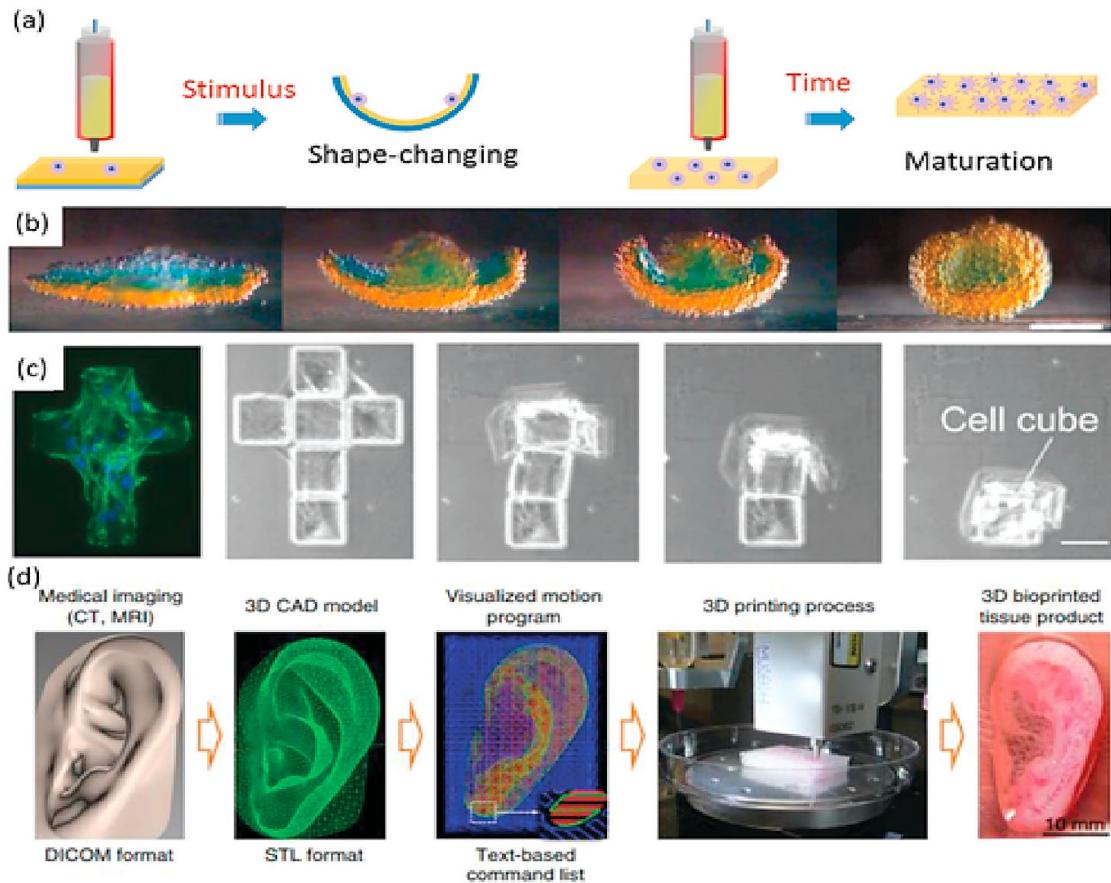 (a)
Stimulus
Shape-changing
Time
Maturation
(b)
(c)
Cell cube
(d)
Medical imaging
(CT, MRI)
3D CAD model
Visualized motion
program
3D printing process
3D bioprinted
tissue product
10 mm
DICOM format
STL format
Text-based
command list